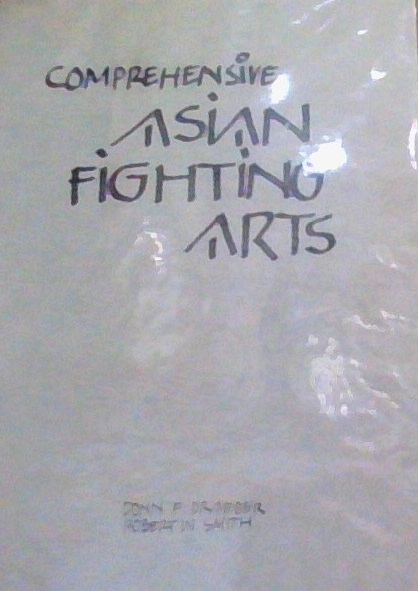 COMPREHENSIVE
ASIAN
FIGHTING
ARTS
DONN F. DRAEGER
ROBERT W. SMITH